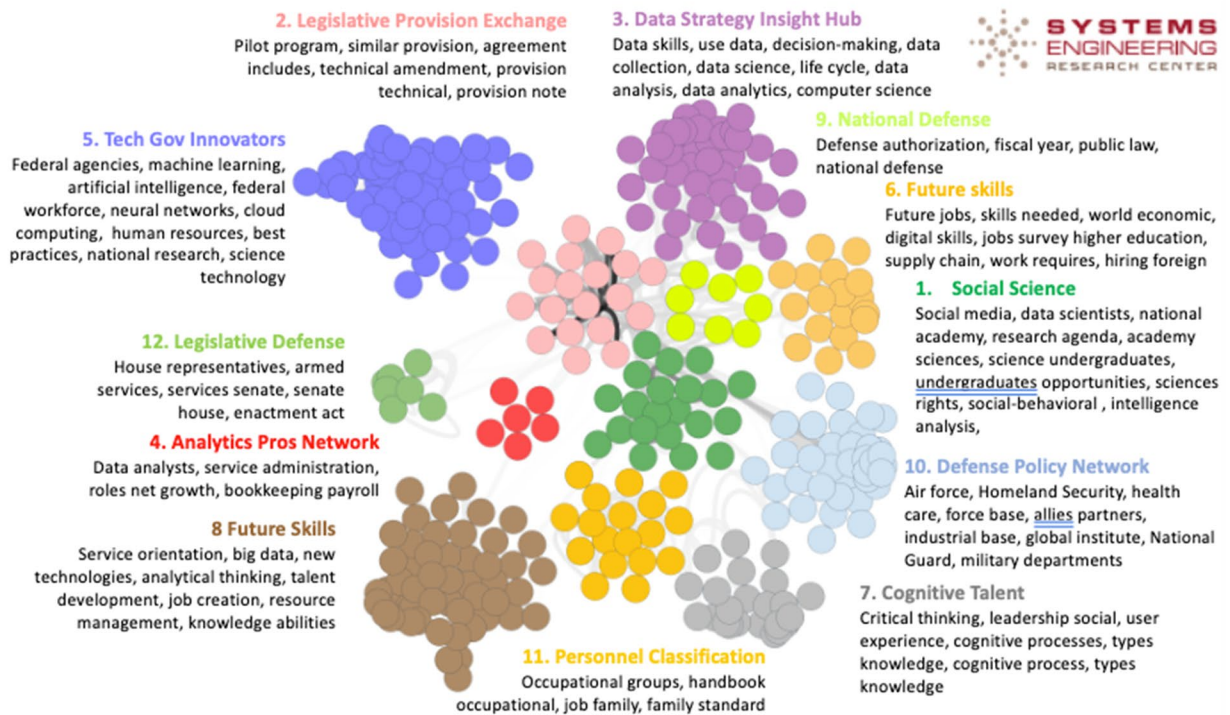 2. Legislative Provision Exchange
Pilot program, similar provision, agreement
includes, technical amendment, provision
technical, provision note
3. Data Strategy Insight Hub
Data skills, use data, decision-making, data
collection, data science, life cycle, data
analysis, data analytics, computer science
SYSTEMS
ENGINEERING
RESEARCH CENTER
5. Tech Gov Innovators
Federal agencies, machine learning,
artificial intelligence, federal
workforce, neural networks, cloud
computing, human resources, best
practices, national research, science
technology
9. National Defense
Defense authorization, fiscal year, public law,
national defense
6. Future skills
Future jobs, skills needed, world economic,
digital skills, jobs survey higher education,
supply chain, work requires, hiring foreign
1. Social Science
Social media, data scientists, national
academy, research agenda, academy
sciences, science undergraduates,
undergraduates opportunities, sciences
rights, social-behavioral , intelligence
analysis,
12. Legislative Defense
House representatives, armed
services, services senate, senate
house, enactment act
4. Analytics Pros Network
Data analysts, service administration,
roles net growth, bookkeeping payroll
10. Defense Policy Network
Air force, Homeland Security, health
care, force base, allies partners,
industrial base, global institute, National
Guard, military departments
8 Future Skills
Service orientation, big data, new
technologies, analytical thinking, talent
development, job creation, resource
management, knowledge abilities
7. Cognitive Talent
Critical thinking, leadership social, user
experience, cognitive processes, types
knowledge, cognitive process, types
knowledge
11. Personnel Classification
Occupational groups, handbook
occupational, job family, family standard